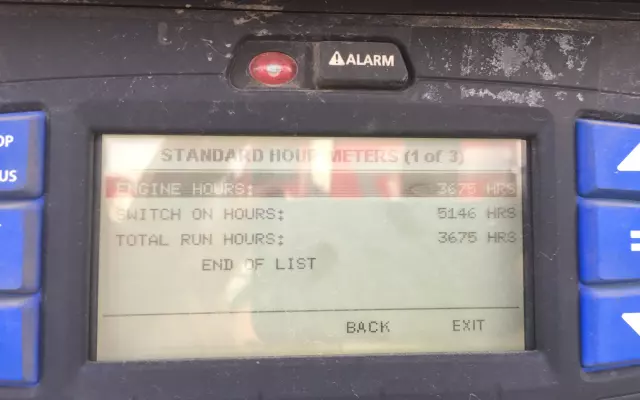 ALARM
STANDARD HOUR METERS (1 of 3)
ENGINE HOURS: 3675 HRS
SWITCH ON HOURS: 5146 HRS
TOTAL RUN HOURS: 3675 HRS
END OF LIST
BACK EXIT